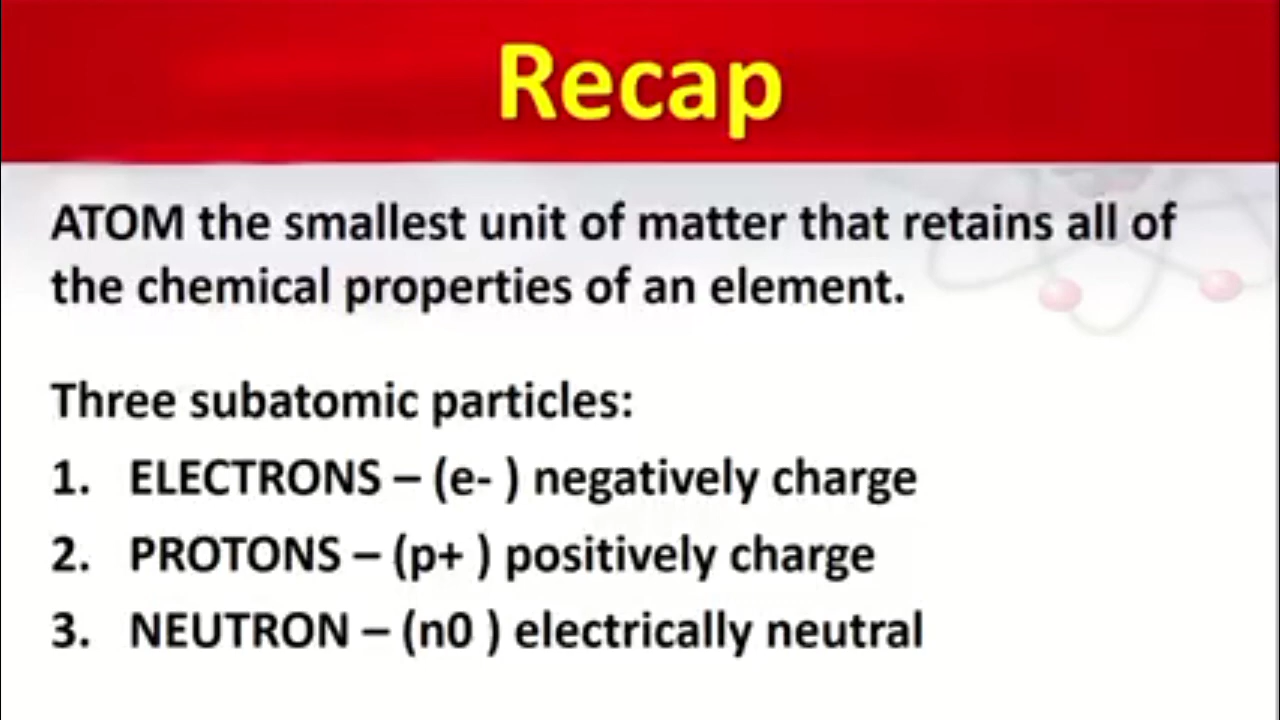 Recap
ATOM the smallest unit of matter that retains all of
the chemical properties of an element.
Three subatomic particles:
1. ELECTRONS – (e- ) negatively charge
2. PROTONS – (p+ ) positively charge
3. NEUTRON – (n0 ) electrically neutral